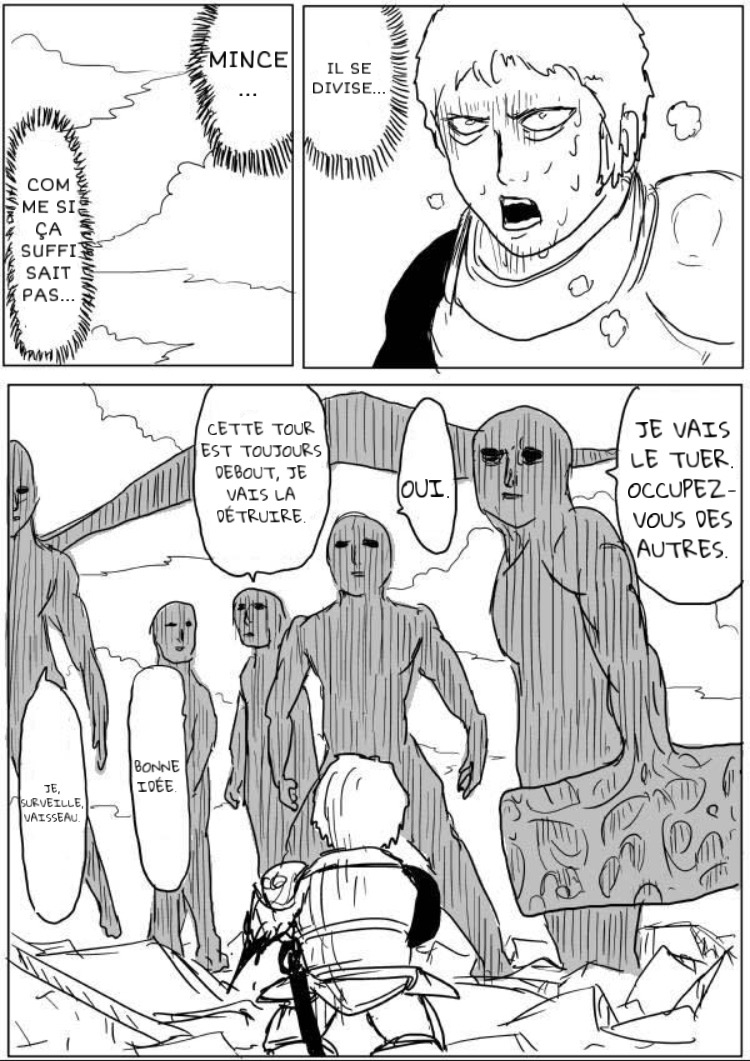 IL SE
DIVISE...
MINCE
...
COM
ME SI
ÇA
SUFFI
SAIT
PAS...
JE VAIS
LE TUER.
OCCUPEZ-
VOUS DES
AUTRES.
OUI.
CETTE TOUR
EST TOUJOURS
DEBOUT, JE
VAIS LA
DÉTRUIRE.
BONNE
IDÉE.
JE,
SURVEILLE,
VAISSEAU.